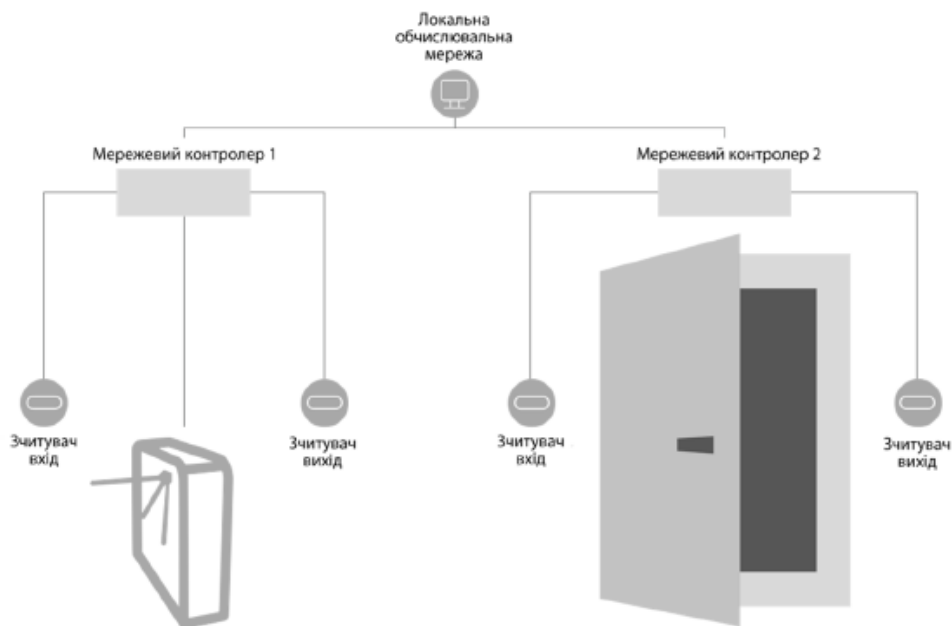 Локальна
обчислювальна
мережа
Мережевий контролер 1
Мережевий контролер 2
Зчитувач
вхід
Зчитувач
вихід
Зчитувач
вхід
Зчитувач
вихід